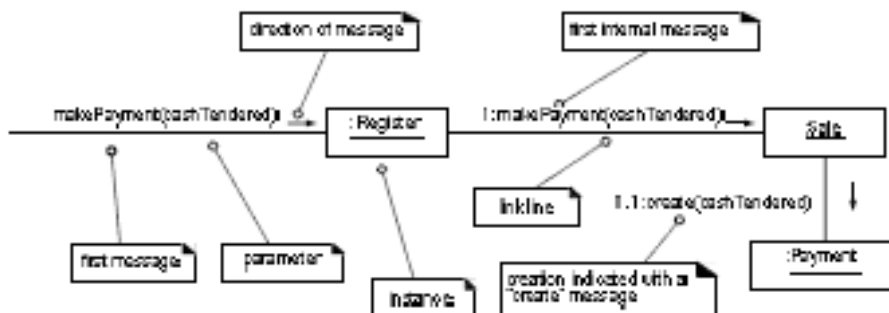 direction of message
first internal message
makePayment(cashTendered)
:Register
1:makePayment(cashTendered)
Sale
link line
1.1:create(cashTendered)
first message
parameter
instance
creation indicated with a
"create" message
:Payment